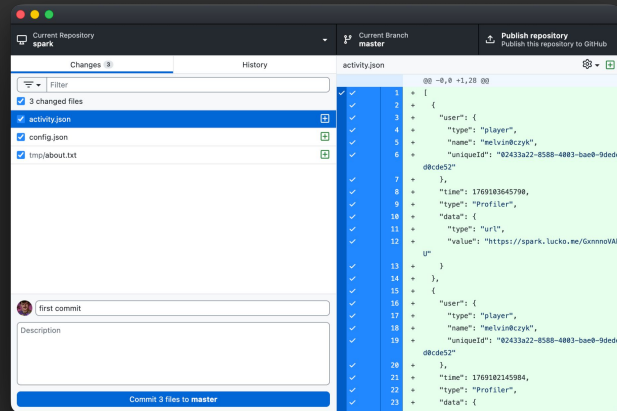 Current Repository
spark
Current Branch
master
Publish repository
Publish this repository to GitHub
Changes 3
History
Filter
3 changed files
activity.json
config.json
tmp/about.txt
first commit
Description
Commit 3 files to master
activity.json
@@ -0,0 +1,28 @@
1 + [
2 + {
3 + "user": {
4 + "type": "player",
5 + "name": "melvin0czyk",
6 + "uniqueId": "02433a22-8588-4003-bae0-9ded
d0cde52"
7 + },
8 + "time": 1769103645790,
9 + "type": "Profiler",
10 + "data": {
11 + "type": "url",
12 + "value": "https://spark.lucko.me/GxnnnoVA
U"
13 + }
14 + },
15 + {
16 + "user": {
17 + "type": "player",
18 + "name": "melvin0czyk",
19 + "uniqueId": "02433a22-8588-4003-bae0-9ded
d0cde52"
20 + },
21 + "time": 1769102145984,
22 + "type": "Profiler",
23 + "data": {